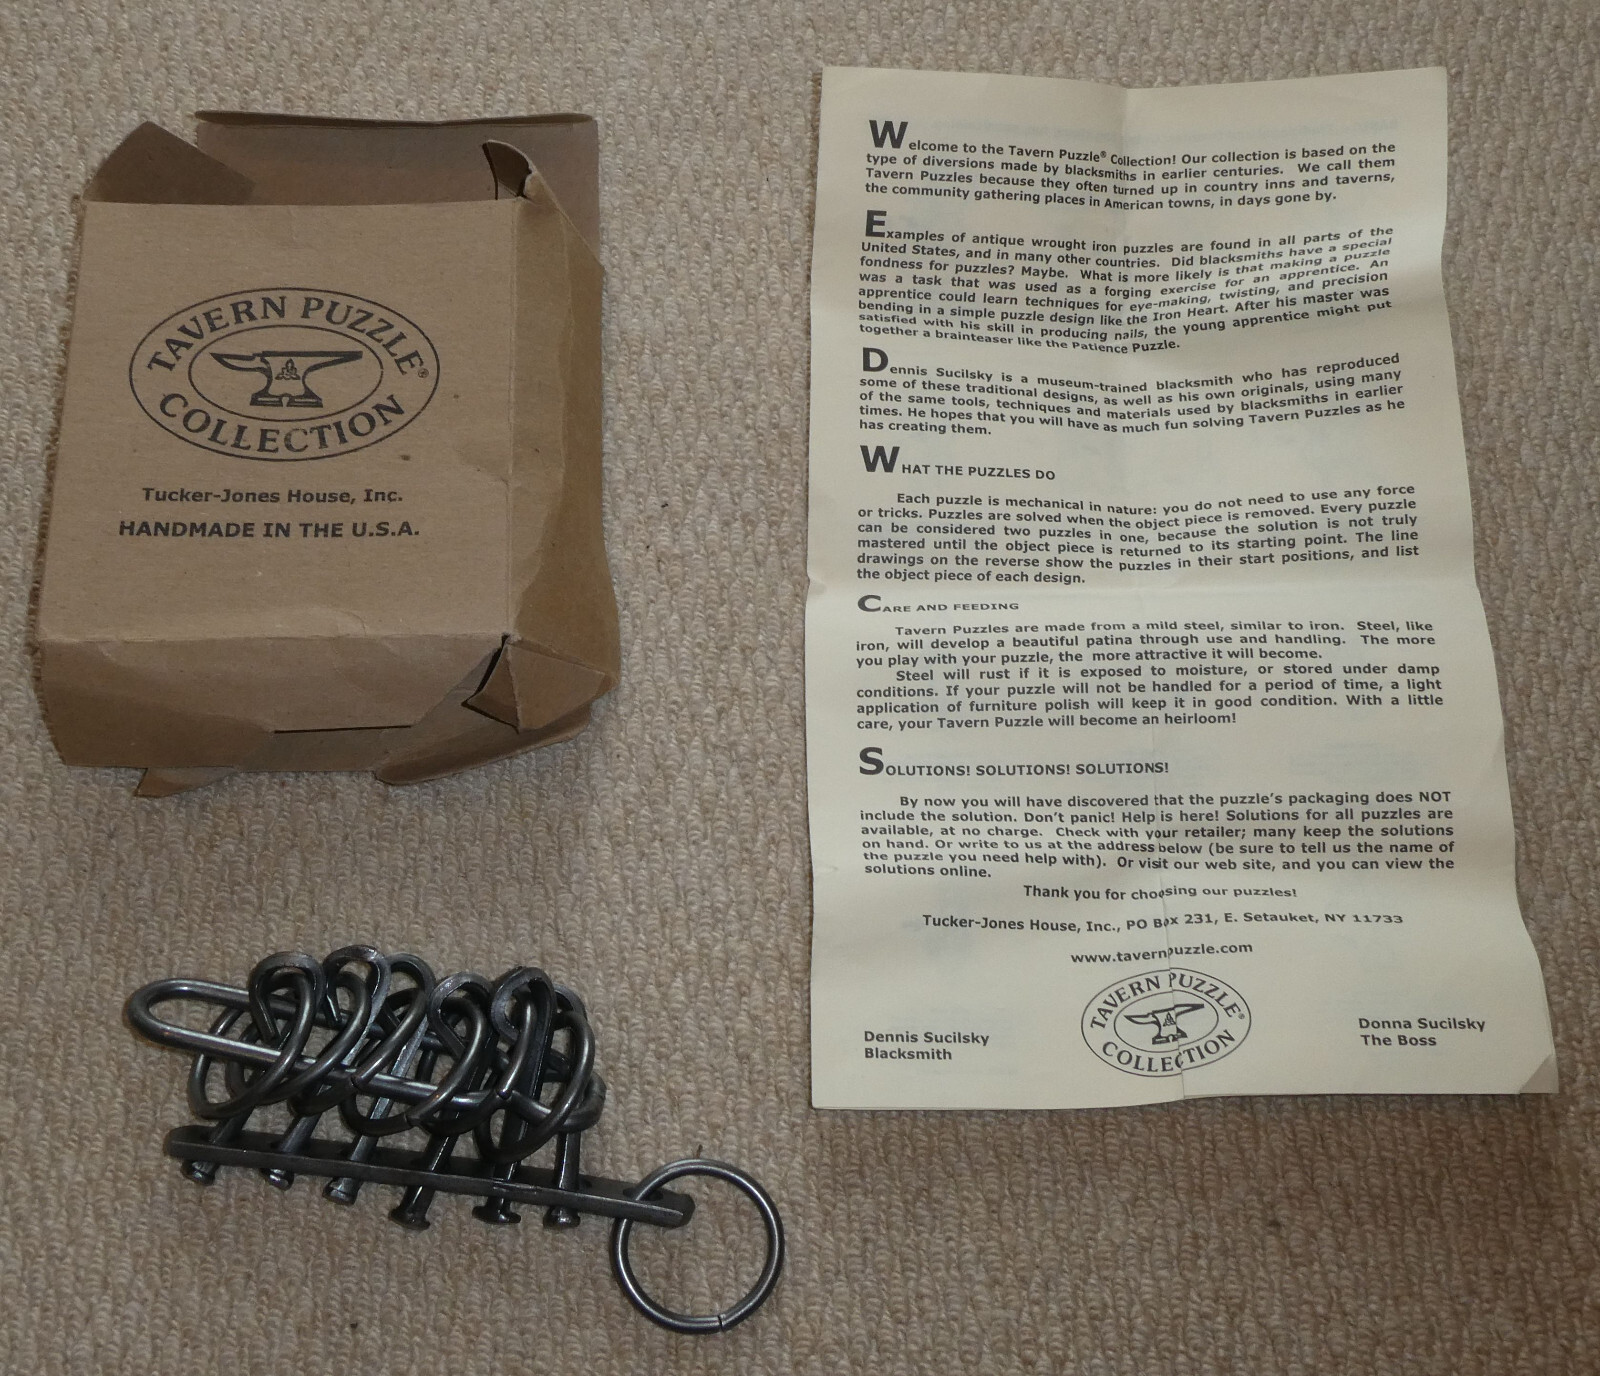 TAVERN PUZZLE®
COLLECTION
Tucker-Jones House, Inc.
HANDMADE IN THE U.S.A.
Welcome to the Tavern Puzzle® Collection! Our collection is based on the
type of diversions made by blacksmiths in earlier centuries. We call them
Tavern Puzzles because they often turned up in country inns and taverns,
the community gathering places in American towns, in days gone by.
Examples of antique wrought iron puzzles are found in all parts of the
United States, and in many other countries. Did blacksmiths have a special
fondness for puzzles? Maybe. What is more likely is that making a puzzle
was a task that was used as a forging exercise for an apprentice. An
apprentice could learn techniques for eye-making, twisting, and precision
bending in a simple puzzle design like the Iron Heart. After his master was
satisfied with his skill in producing nails, the young apprentice might put
together a brainteaser like the Patience Puzzle.
Dennis Sucilsky is a museum-trained blacksmith who has reproduced
some of these traditional designs, as well as his own originals, using many
of the same tools, techniques and materials used by blacksmiths in earlier
times. He hopes that you will have as much fun solving Tavern Puzzles as he
has creating them.
WHAT THE PUZZLES DO
Each puzzle is mechanical in nature: you do not need to use any force
or tricks. Puzzles are solved when the object piece is removed. Every puzzle
can be considered two puzzles in one, because the solution is not truly
mastered until the object piece is returned to its starting point. The line
drawings on the reverse show the puzzles in their start positions, and list
the object piece of each design.
CARE AND FEEDING
Tavern Puzzles are made from a mild steel, similar to iron. Steel, like
iron, will develop a beautiful patina through use and handling. The more
you play with your puzzle, the more attractive it will become.
Steel will rust if it is exposed to moisture, or stored under damp
conditions. If your puzzle will not be handled for a period of time, a light
application of furniture polish will keep it in good condition. With a little
care, your Tavern Puzzle will become an heirloom!
SOLUTIONS! SOLUTIONS! SOLUTIONS!
By now you will have discovered that the puzzle's packaging does NOT
include the solution. Don't panic! Help is here! Solutions for all puzzles are
available, at no charge. Check with your retailer; many keep the solutions
on hand. Or write to us at the address below (be sure to tell us the name of
the puzzle you need help with). Or visit our web site, and you can view the
solutions online.
Thank you for choosing our puzzles!
Tucker-Jones House, Inc., PO Box 231, E. Setauket, NY 11733
www.tavernpuzzle.com
TAVERN PUZZLE®
COLLECTION
Dennis Sucilsky
Blacksmith
Donna Sucilsky
The Boss